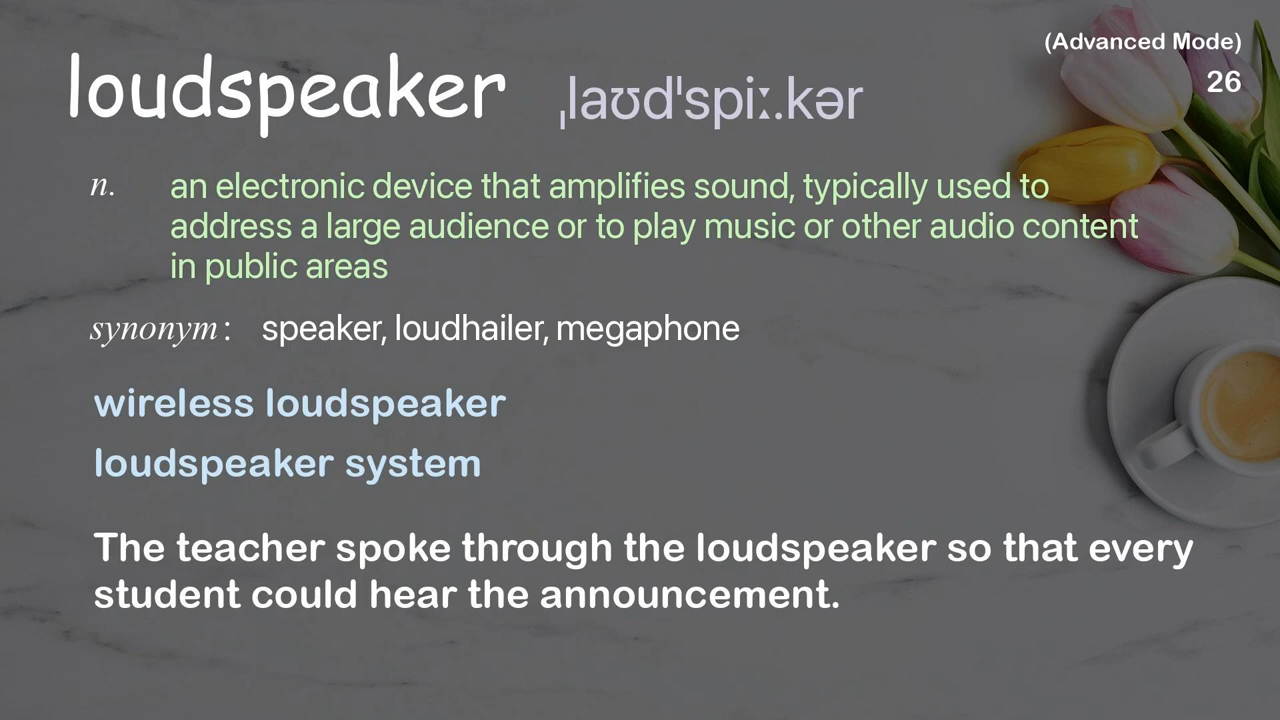 (Advanced Mode)
loudspeaker ˌlaʊdˈspiː.kər
26
n. an electronic device that amplifies sound, typically used to
address a large audience or to play music or other audio content
in public areas
synonym: speaker, loudhailer, megaphone
wireless loudspeaker
loudspeaker system
The teacher spoke through the loudspeaker so that every
student could hear the announcement.